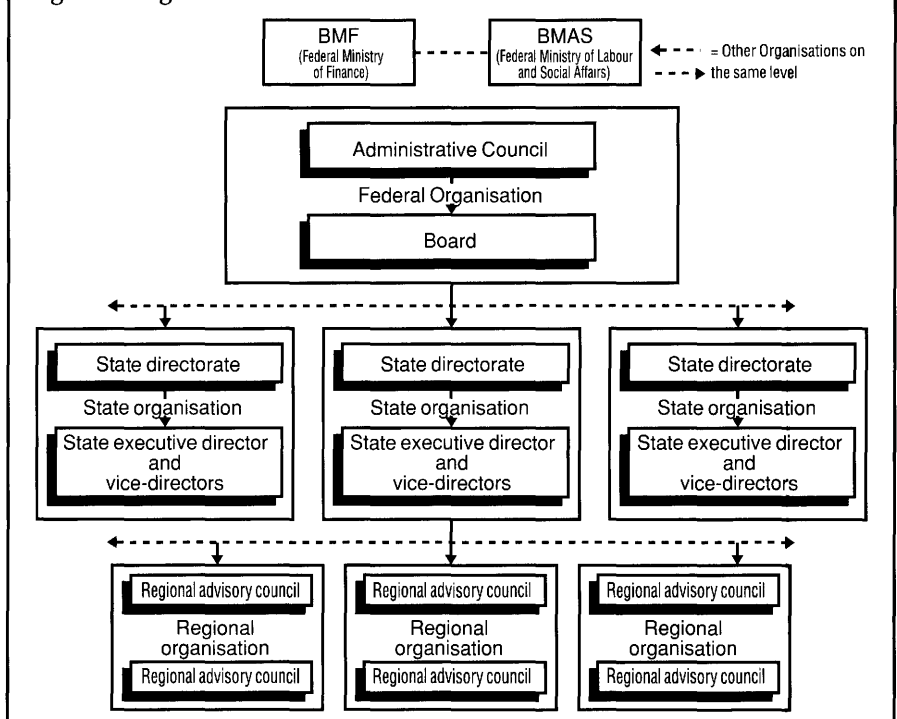 BMF
(Federal Ministry
of Finance)
BMAS
(Federal Ministry of Labour
and Social Affairs)
= Other Organisations on
the same level
Administrative Council
Federal Organisation
Board
State directorate
State organisation
State executive director
and
vice-directors
State directorate
State organisation
State executive director
and
vice-directors
State directorate
State organisation
State executive director
and
vice-directors
Regional advisory council
Regional
organisation
Regional advisory council
Regional advisory council
Regional
organisation
Regional advisory council
Regional advisory council
Regional
organisation
Regional advisory council